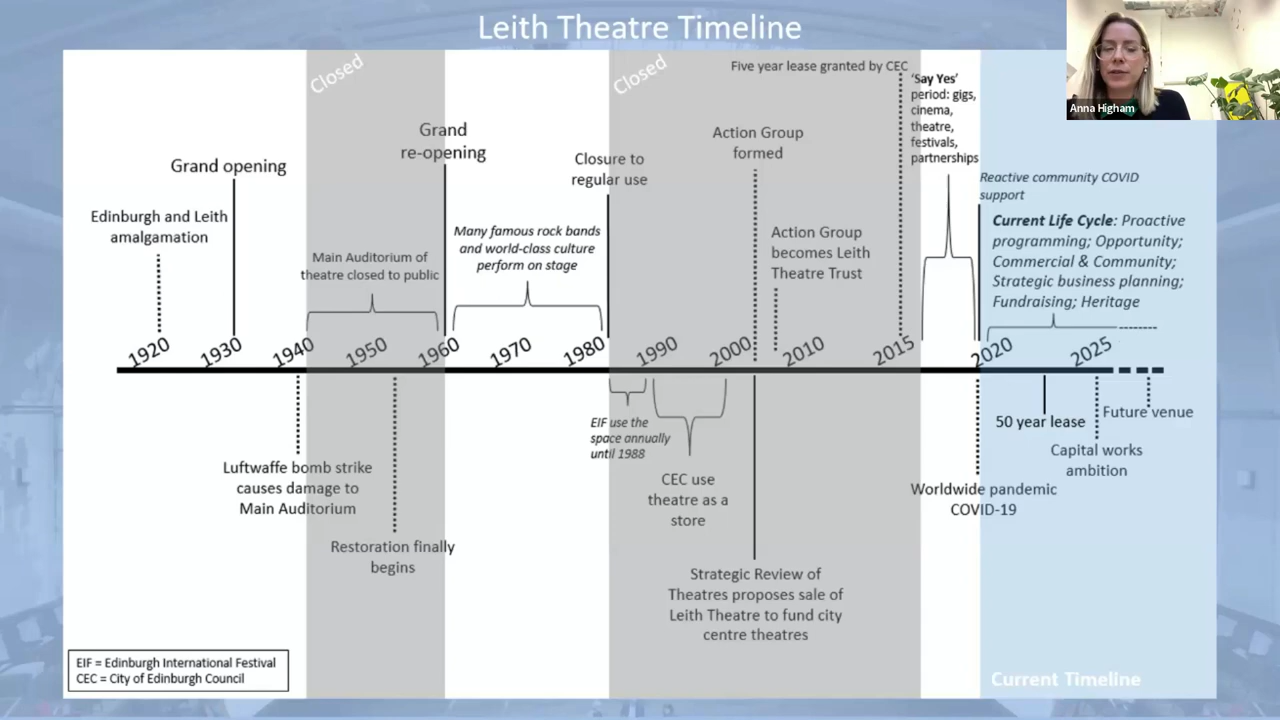 Leith Theatre Timeline
Anna Higham
Closed
Closed
Five year lease granted by CEC
'Say Yes'
period: gigs,
cinema,
theatre,
festivals,
partnerships
Grand
re-opening
Action Group
formed
Grand opening
Closure to
regular use
Reactive community COVID
support
Edinburgh and Leith
amalgamation
Many famous rock bands
and world-class culture
perform on stage
Action Group
becomes Leith
Theatre Trust
Current Life Cycle: Proactive
programming; Opportunity;
Commercial & Community;
Strategic business planning;
Fundraising; Heritage
Main Auditorium of
theatre closed to public
1920 1930 1940 1950 1960 1970 1980 1990 2000 2010 2015 2020 2025
EIF use the
space annually
until 1988
50 year lease
Future venue
Capital works
ambition
Luftwaffe bomb strike
causes damage to
Main Auditorium
CEC use
theatre as a
store
Worldwide pandemic
COVID-19
Restoration finally
begins
Strategic Review of
Theatres proposes sale of
Leith Theatre to fund city
centre theatres
EIF = Edinburgh International Festival
CEC = City of Edinburgh Council
Current Timeline